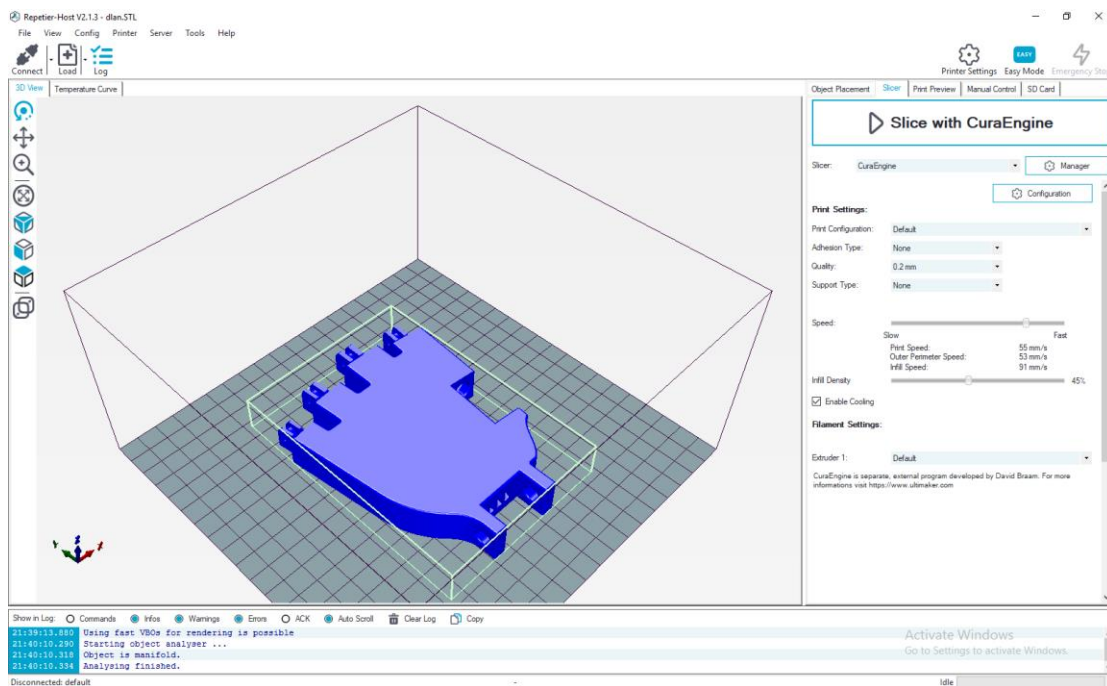 Repetier-Host V2.1.3 - dlan.STL
File View Config Printer Server Tools Help
Connect Load Log Printer Settings EASY Easy Mode Emergency Sto
3D View Temperature Curve
Object Placement Slicer Print Preview Manual Control SD Card
Slice with CuraEngine
Slicer: CuraEngine Manager
Configuration
Print Settings:
Print Configuration: Default
Adhesion Type: None
Quality: 0.2 mm
Support Type: None
Speed:
Slow Fast
Print Speed: 55 mm/s
Outer Perimeter Speed: 53 mm/s
Infill Speed: 91 mm/s
Infill Density 45%
Enable Cooling
Filament Settings:
Extruder 1: Default
CuraEngine is separate, external program developed by David Braam. For more
informations visit https://www.ultimaker.com
Show in Log: Commands Infos Warnings Errors ACK Auto Scroll Clear Log Copy
21:39:13.880 Using fast VBOs for rendering is possible
21:40:10.290 Starting object analyser ...
21:40:10.318 Object is manifold.
21:40:10.334 Analysing finished.
Activate Windows
Go to Settings to activate Windows.
Disconnected: default - Idle